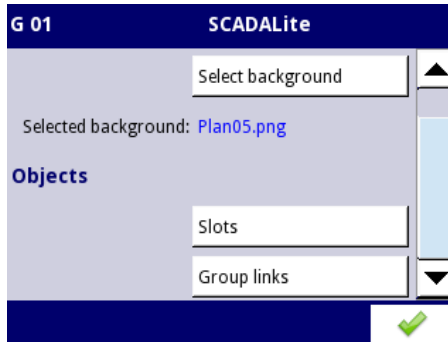 G 01 SCADALite
Select background
Selected background: Plan05.png
Objects
Slots
Group links